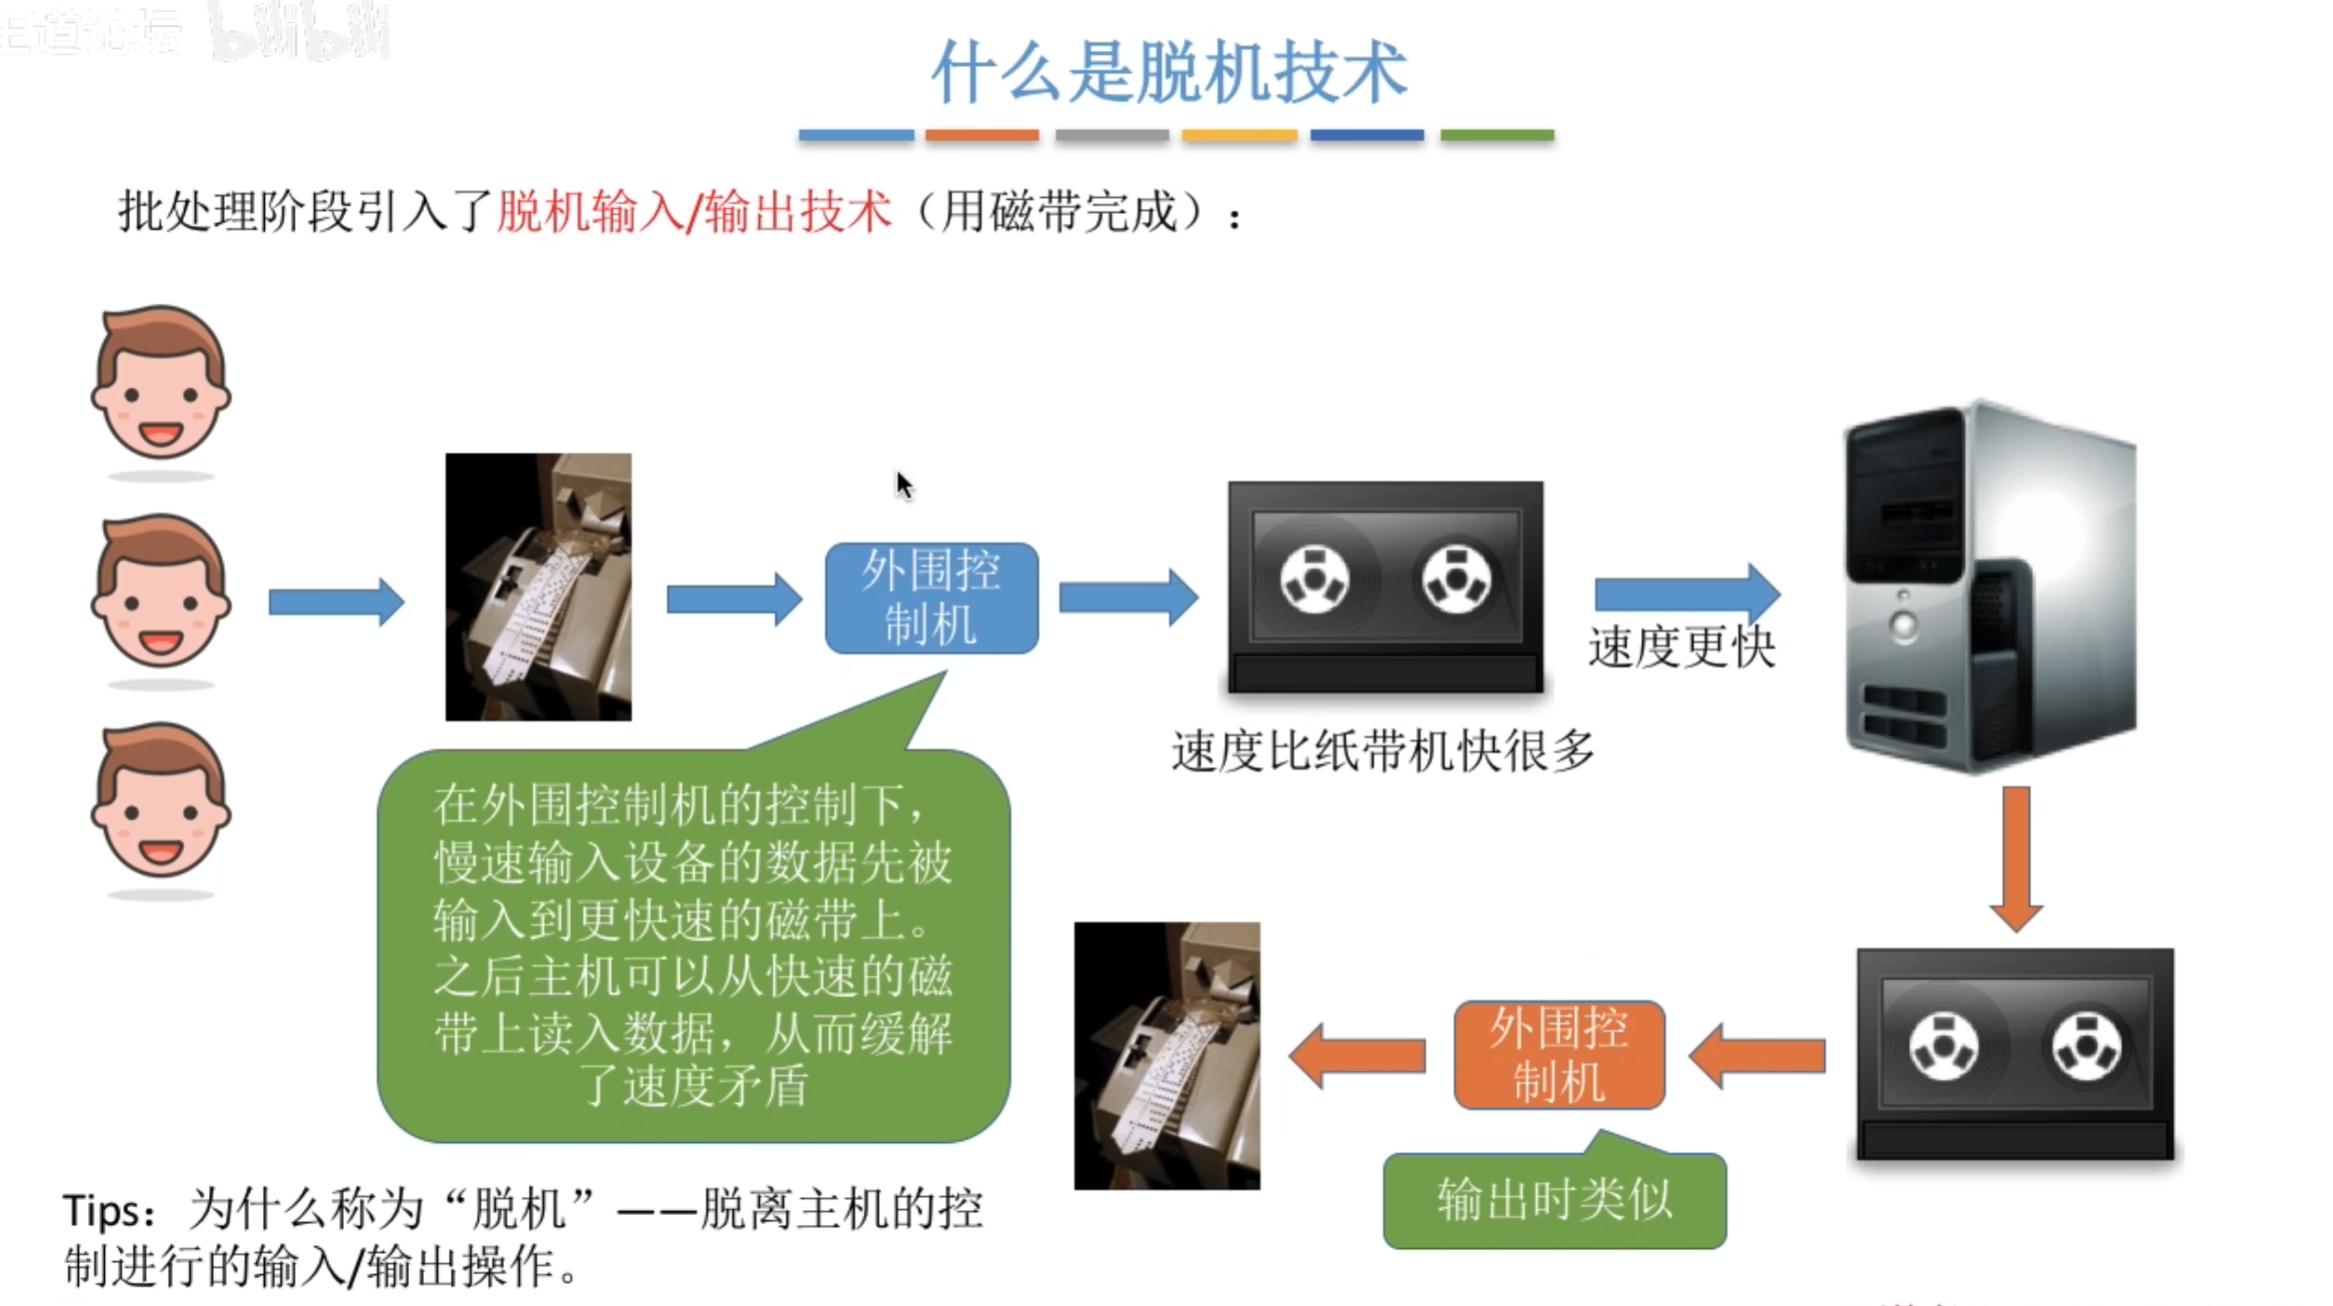 王道论坛 bilibili
什么是脱机技术
批处理阶段引入了脱机输入/输出技术（用磁带完成）：
外围控
制机
速度更快
速度比纸带机快很多
在外围控制机的控制下，
慢速输入设备的数据先被
输入到更快速的磁带上。
之后主机可以从快速的磁
带上读入数据，从而缓解
了速度矛盾
外围控
制机
输出时类似
Tips：为什么称为“脱机”——脱离主机的控
制进行的输入/输出操作。